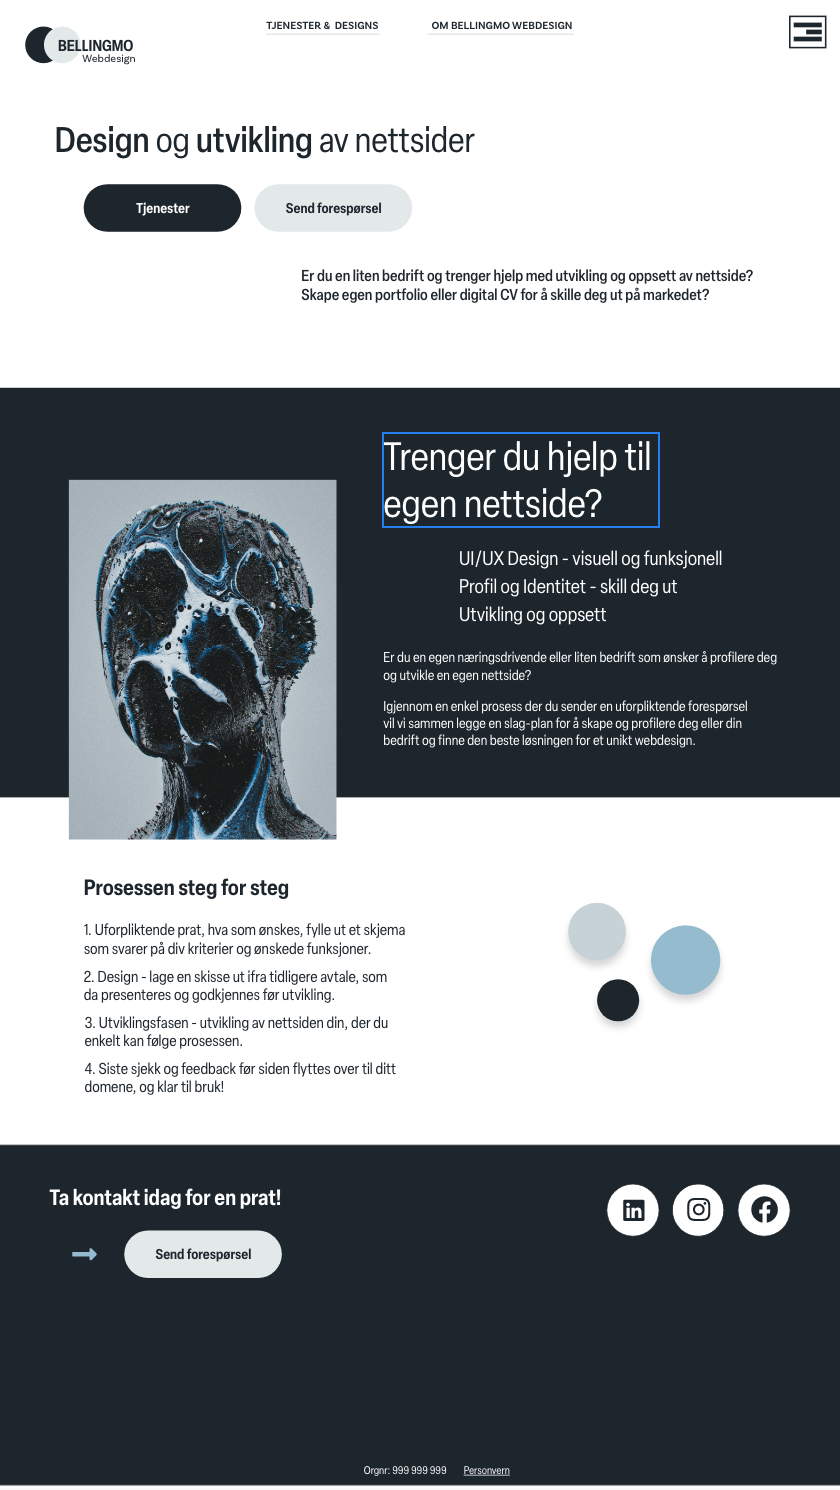 TJENESTER & DESIGNS
OM BELLINGMO WEBDESIGN
BELLINGMO
Webdesign
Design og utvikling av nettsider
Tjenester
Send forespørsel
Er du en liten bedrift og trenger hjelp med utvikling og oppsett av nettside?
Skape egen portfolio eller digital CV for å skille deg ut på markedet?
Trenger du hjelp til
egen nettside?
UI/UX Design - visuell og funksjonell
Profil og Identitet - skill deg ut
Utvikling og oppsett
Er du en egen næringsdrivende eller liten bedrift som ønsker å profilere deg
og utvikle en egen nettside?
Igjennom en enkel prosess der du sender en uforpliktende forespørsel
vil vi sammen legge en slag-plan for å skape og profilere deg eller din
bedrift og finne den beste løsningen for et unikt webdesign.
Prosessen steg for steg
1. Uforpliktende prat, hva som ønskes, fylle ut et skjema
som svarer på div kriterier og ønskede funksjoner.
2. Design - lage en skisse ut ifra tidligere avtale, som
da presenteres og godkjennes før utvikling.
3. Utviklingsfasen - utvikling av nettsiden din, der du
enkelt kan følge prosessen.
4. Siste sjekk og feedback før siden flyttes over til ditt
domene, og klar til bruk!
Ta kontakt idag for en prat!
Send forespørsel
in
Orgnr: 999 999 999
Personvern